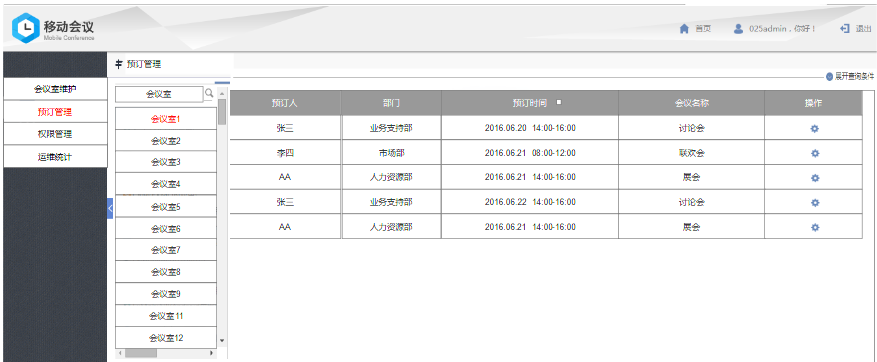 移动会议
Mobile Conference
首页 025admin，你好！ 退出
会议室维护
预订管理
权限管理
运维统计
预订管理
展开查询条件
会议室
会议室1
会议室2
会议室3
会议室4
会议室5
会议室6
会议室7
会议室8
会议室9
会议室11
会议室12
预订人 部门 预订时间 会议名称 操作
张三 业务支持部 2016.06.20 14:00-16:00 讨论会
李四 市场部 2016.06.21 08:00-12:00 联欢会
AA 人力资源部 2016.06.21 14:00-16:00 展会
张三 业务支持部 2016.06.22 14:00-16:00 讨论会
AA 人力资源部 2016.06.21 14:00-16:00 展会